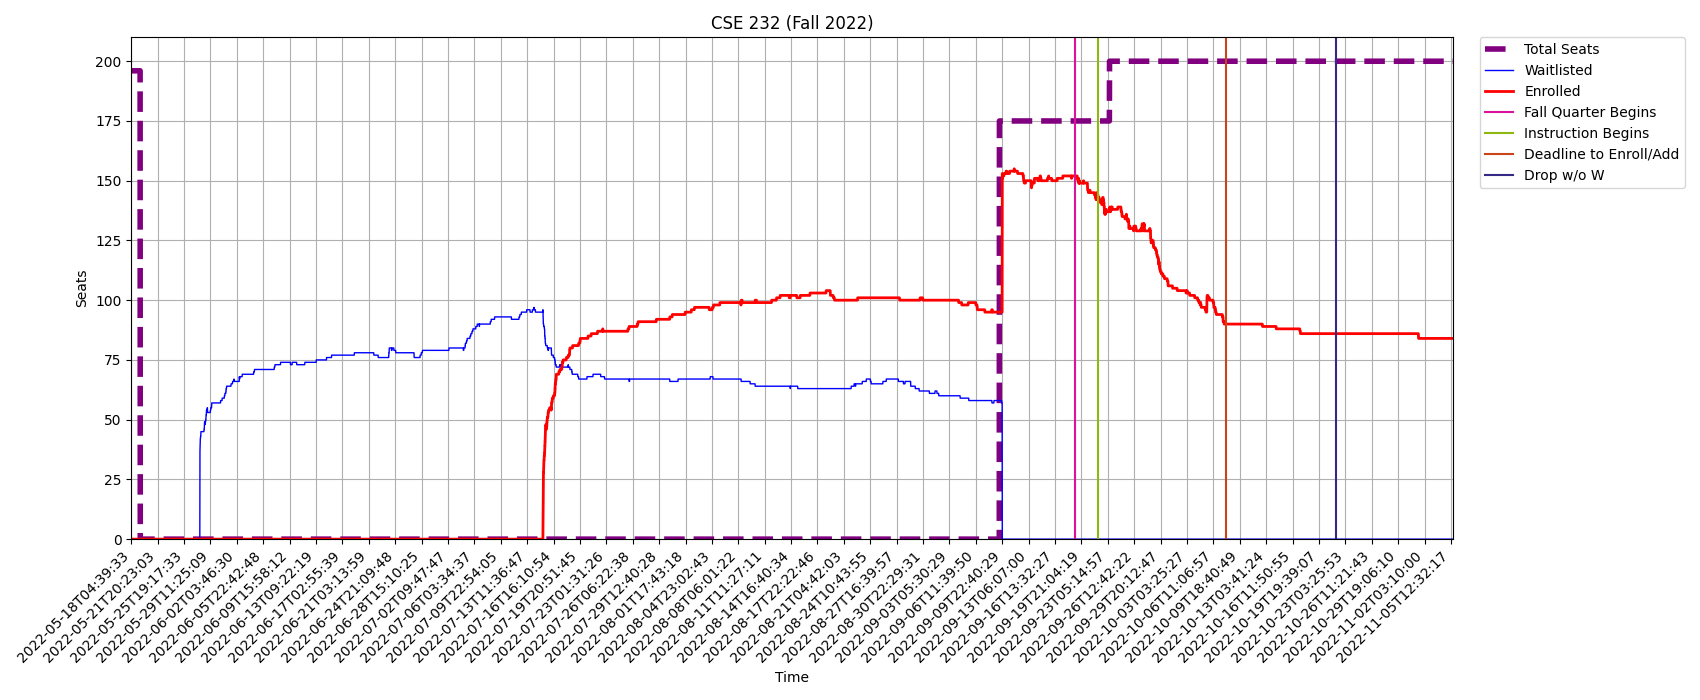 CSE 232 (Fall 2022)
200
175
150
125
100
75
50
25
0
Seats
Total Seats
Waitlisted
Enrolled
Fall Quarter Begins
Instruction Begins
Deadline to Enroll/Add
Drop w/o W
2022-05-18T04:39:33
2022-05-21T20:23:03
2022-05-25T19:17:33
2022-05-29T11:25:09
2022-06-02T03:46:30
2022-06-05T22:42:48
2022-06-09T15:58:12
2022-06-13T09:22:19
2022-06-17T02:55:39
2022-06-21T03:13:59
2022-06-24T21:09:48
2022-06-28T15:10:25
2022-07-02T09:47:47
2022-07-06T03:34:37
2022-07-09T22:54:05
2022-07-13T11:36:47
2022-07-16T16:10:54
2022-07-19T20:51:45
2022-07-23T01:31:26
2022-07-26T06:22:38
2022-07-29T12:40:28
2022-08-01T17:43:18
2022-08-04T23:02:43
2022-08-08T06:01:22
2022-08-11T11:27:11
2022-08-14T16:40:34
2022-08-17T22:22:46
2022-08-21T04:42:03
2022-08-24T10:43:55
2022-08-27T16:39:57
2022-08-30T22:29:31
2022-09-03T05:30:29
2022-09-06T11:39:50
2022-09-09T22:40:29
2022-09-13T06:07:00
2022-09-16T13:32:27
2022-09-19T21:04:19
2022-09-23T05:14:57
2022-09-26T12:42:22
2022-09-29T20:12:47
2022-10-03T03:25:27
2022-10-06T11:06:57
2022-10-09T18:40:49
2022-10-13T03:41:24
2022-10-16T11:50:55
2022-10-19T19:39:07
2022-10-23T03:25:53
2022-10-26T11:21:43
2022-10-29T19:06:10
2022-11-02T03:10:00
2022-11-05T12:32:17
Time